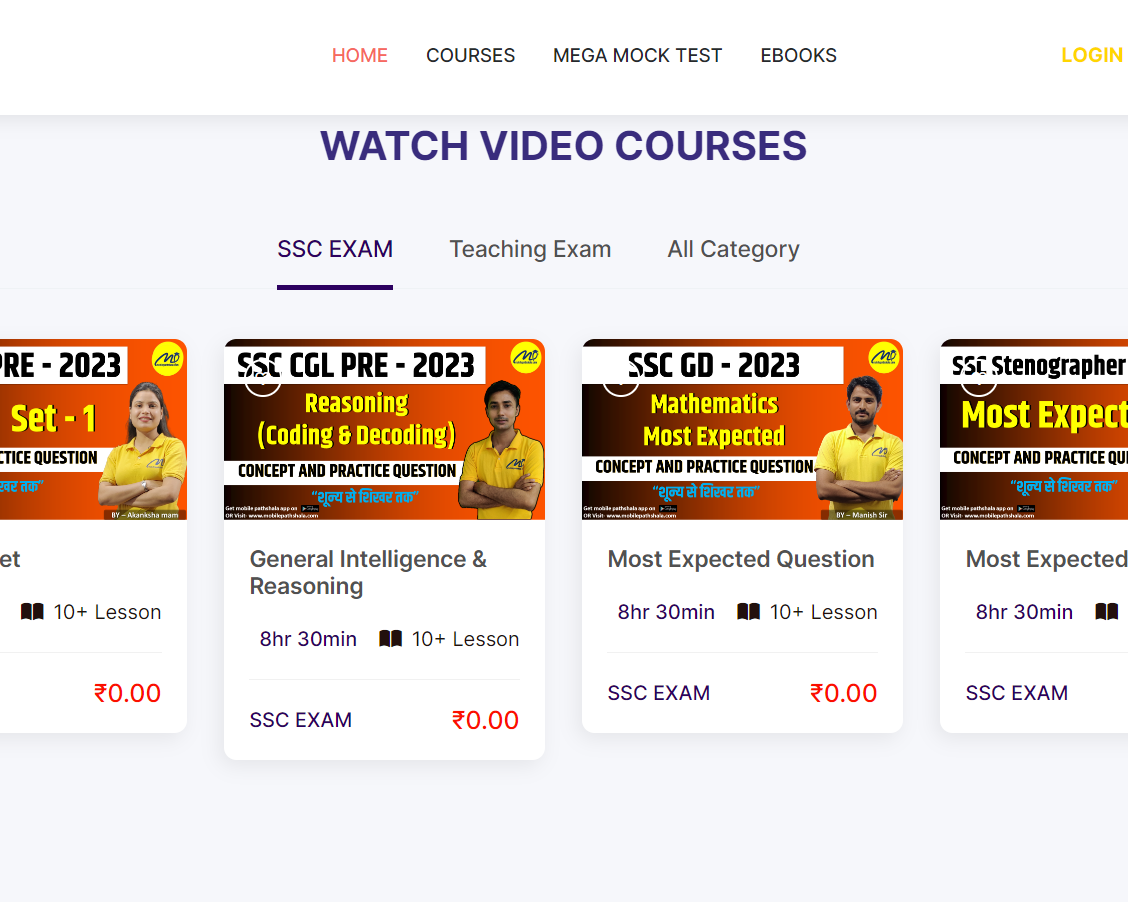 HOME COURSES MEGA MOCK TEST EBOOKS LOGIN
WATCH VIDEO COURSES
SSC EXAM Teaching Exam All Category
PRE - 2023
Set - 1
CTICE QUESTION
खर तक”
BY – Akanksha mam
et
10+ Lesson
₹0.00
SSC CGL PRE - 2023
Reasoning
(Coding & Decoding)
CONCEPT AND PRACTICE QUESTION
“शून्य से शिखर तक”
Get mobile pathshala app on
OR Visit- www.mobilepathshala.com
General Intelligence &
Reasoning
8hr 30min 10+ Lesson
SSC EXAM ₹0.00
SSC GD - 2023
Mathematics
Most Expected
CONCEPT AND PRACTICE QUESTION
“शून्य से शिखर तक”
Get mobile pathshala app on
OR Visit- www.mobilepathshala.com
BY – Manish Sir
Most Expected Question
8hr 30min 10+ Lesson
SSC EXAM ₹0.00
SSC Stenographer
Most Expect
CONCEPT AND PRACTICE QU
“शून्य से शिखर तक”
Get mobile pathshala app on
OR Visit- www.mobilepathshala.com
Most Expected
8hr 30min
SSC EXAM